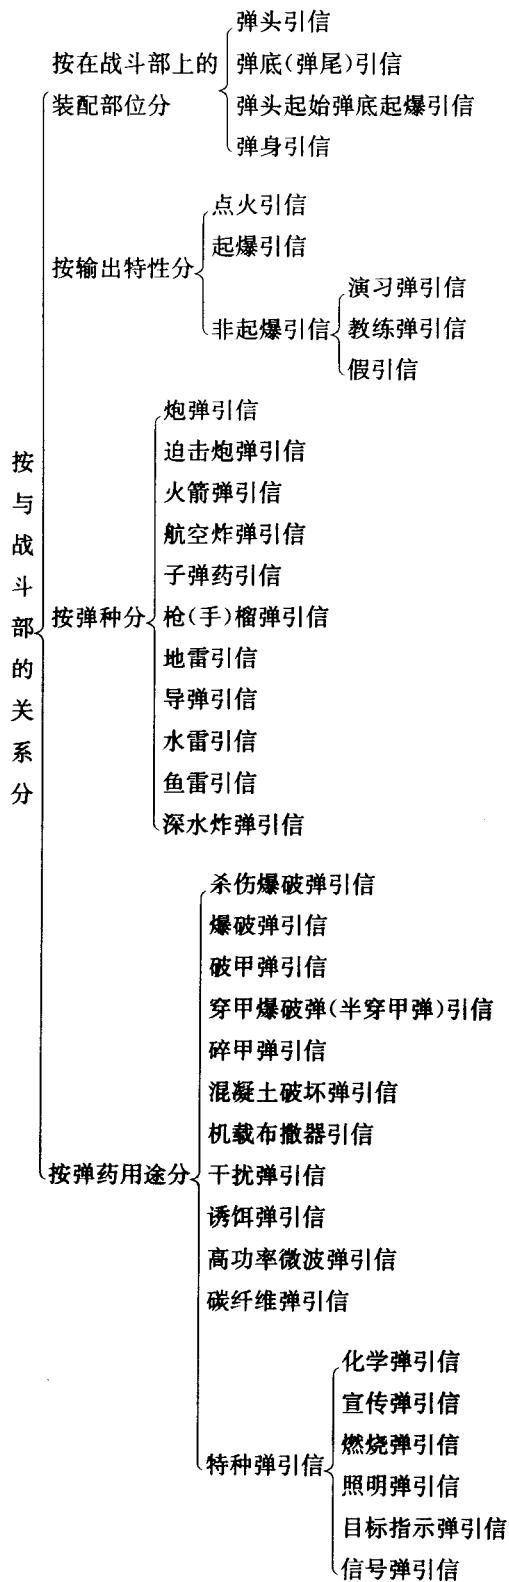 按与战斗部的关系分
按在战斗部上的
装配部位分
弹头引信
弹底(弹尾)引信
弹头起始弹底起爆引信
弹身引信
按输出特性分
点火引信
起爆引信
非起爆引信
演习弹引信
教练弹引信
假引信
按弹种分
炮弹引信
迫击炮弹引信
火箭弹引信
航空炸弹引信
子弹药引信
枪(手)榴弹引信
地雷引信
导弹引信
水雷引信
鱼雷引信
深水炸弹引信
按弹药用途分
杀伤爆破弹引信
爆破弹引信
破甲弹引信
穿甲爆破弹(半穿甲弹)引信
碎甲弹引信
混凝土破坏弹引信
机载布撒器引信
干扰弹引信
诱饵弹引信
高功率微波弹引信
碳纤维弹引信
特种弹引信
化学弹引信
宣传弹引信
燃烧弹引信
照明弹引信
目标指示弹引信
信号弹引信